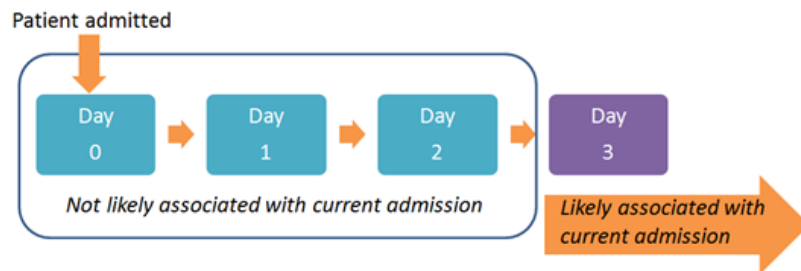 Patient admitted
Day
0
Day
1
Day
2
Day
3
Not likely associated with current admission
Likely associated with
current admission